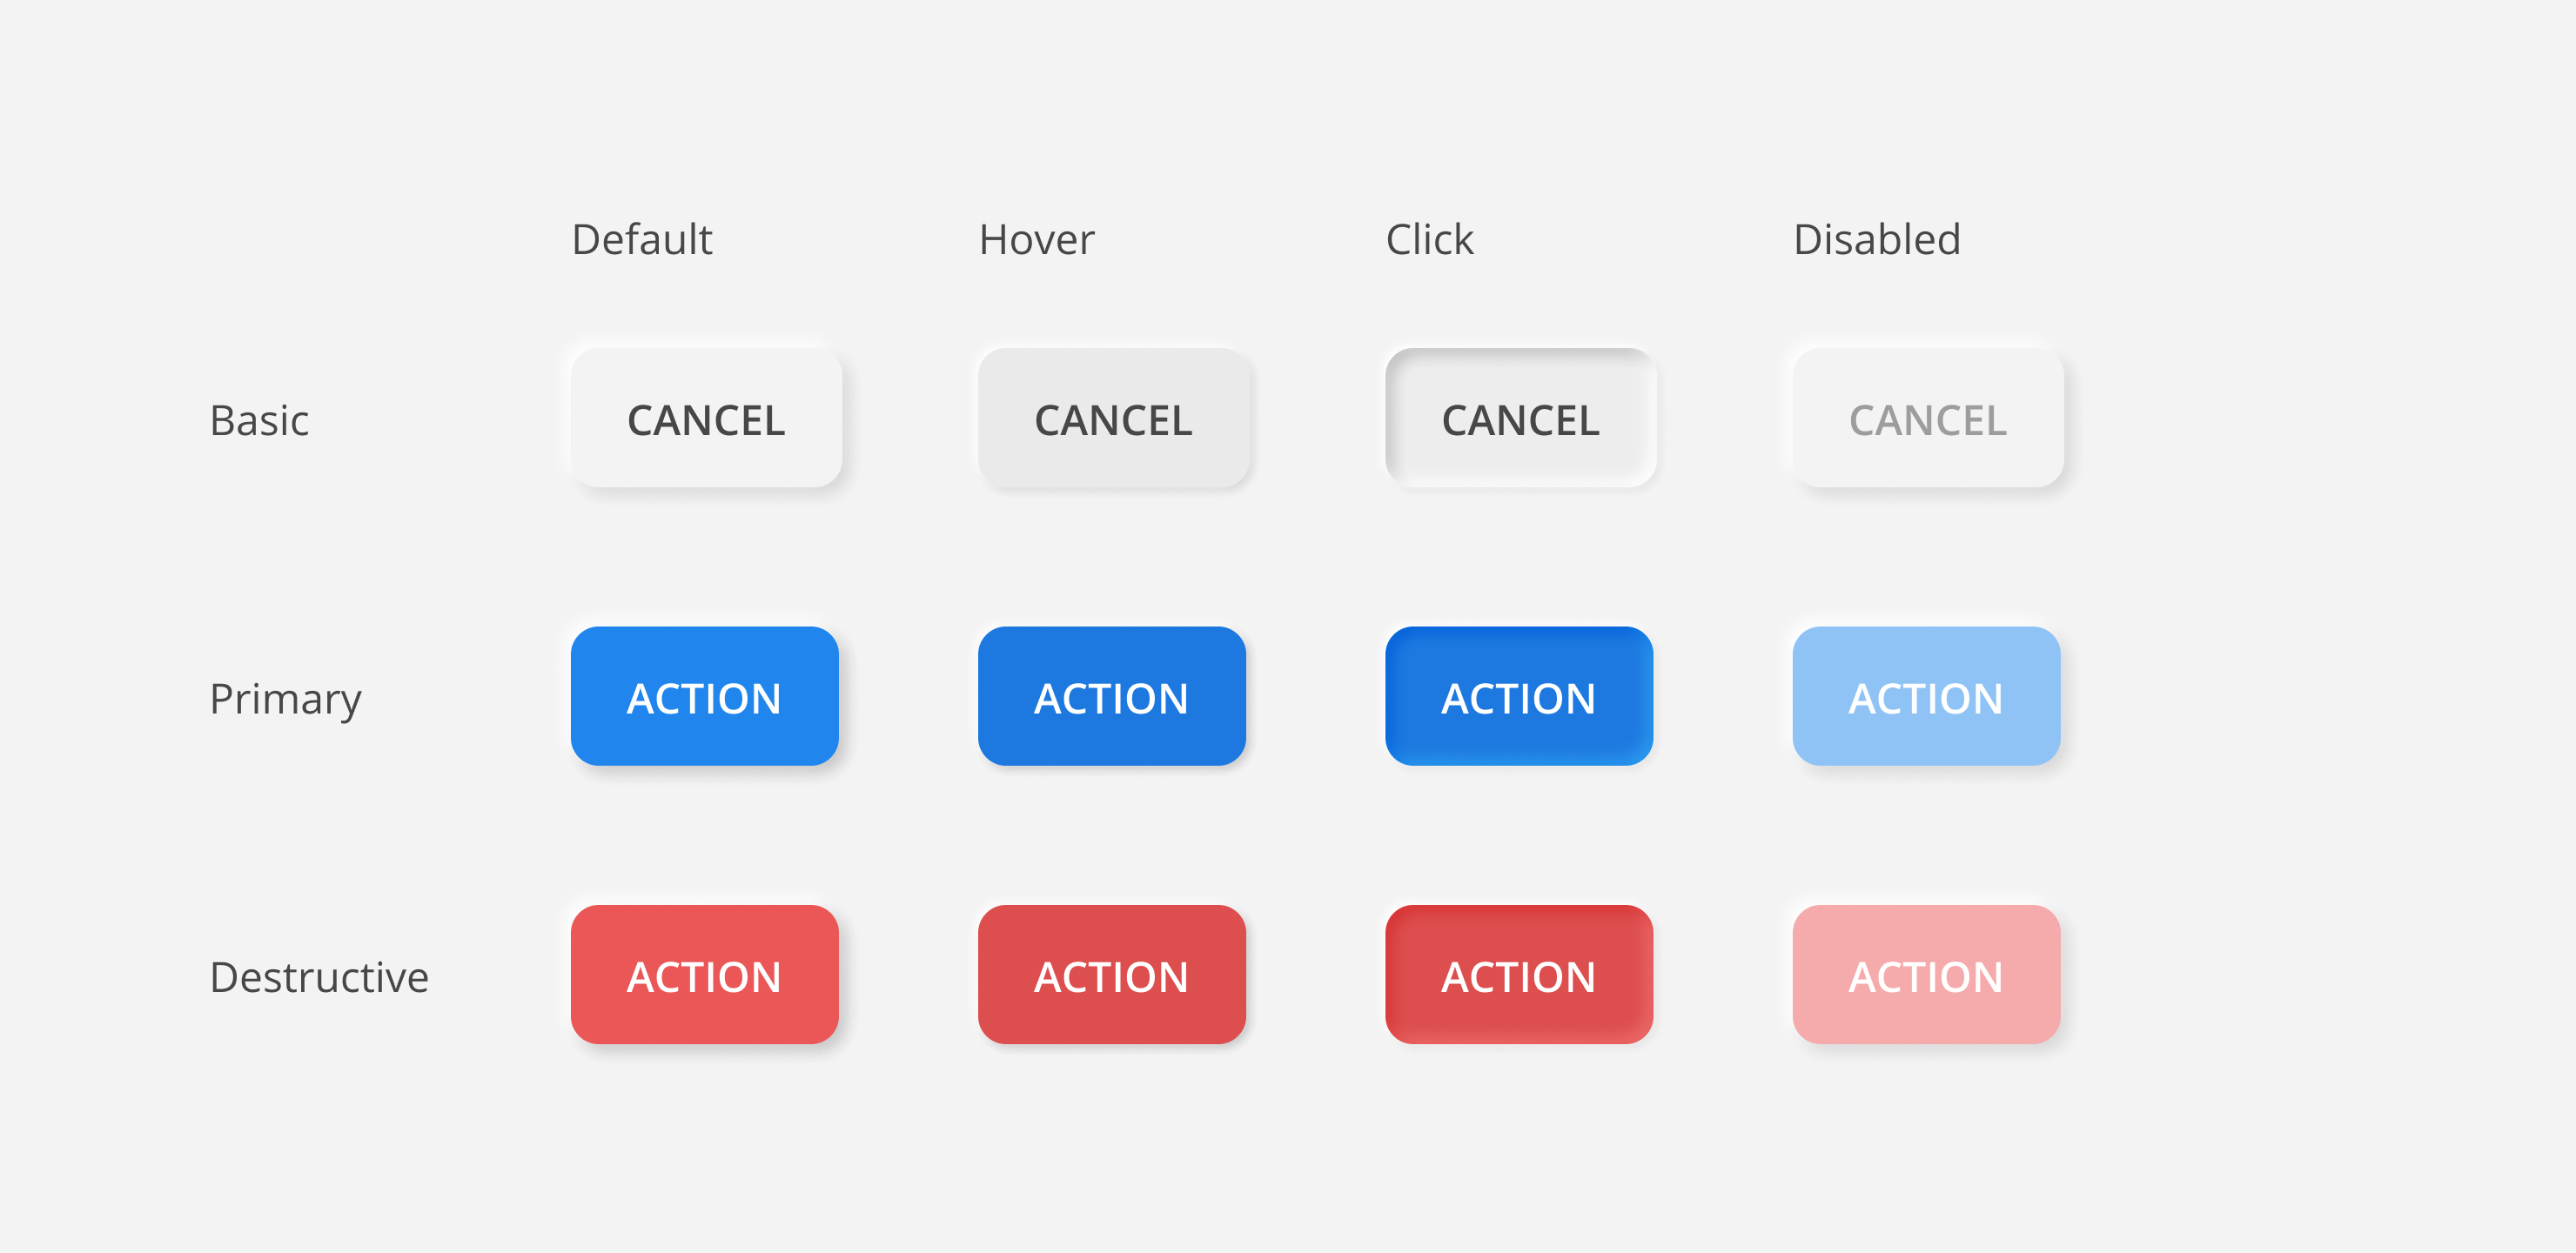 Default Hover Click Disabled
Basic CANCEL CANCEL CANCEL CANCEL
Primary ACTION ACTION ACTION ACTION
Destructive ACTION ACTION ACTION ACTION